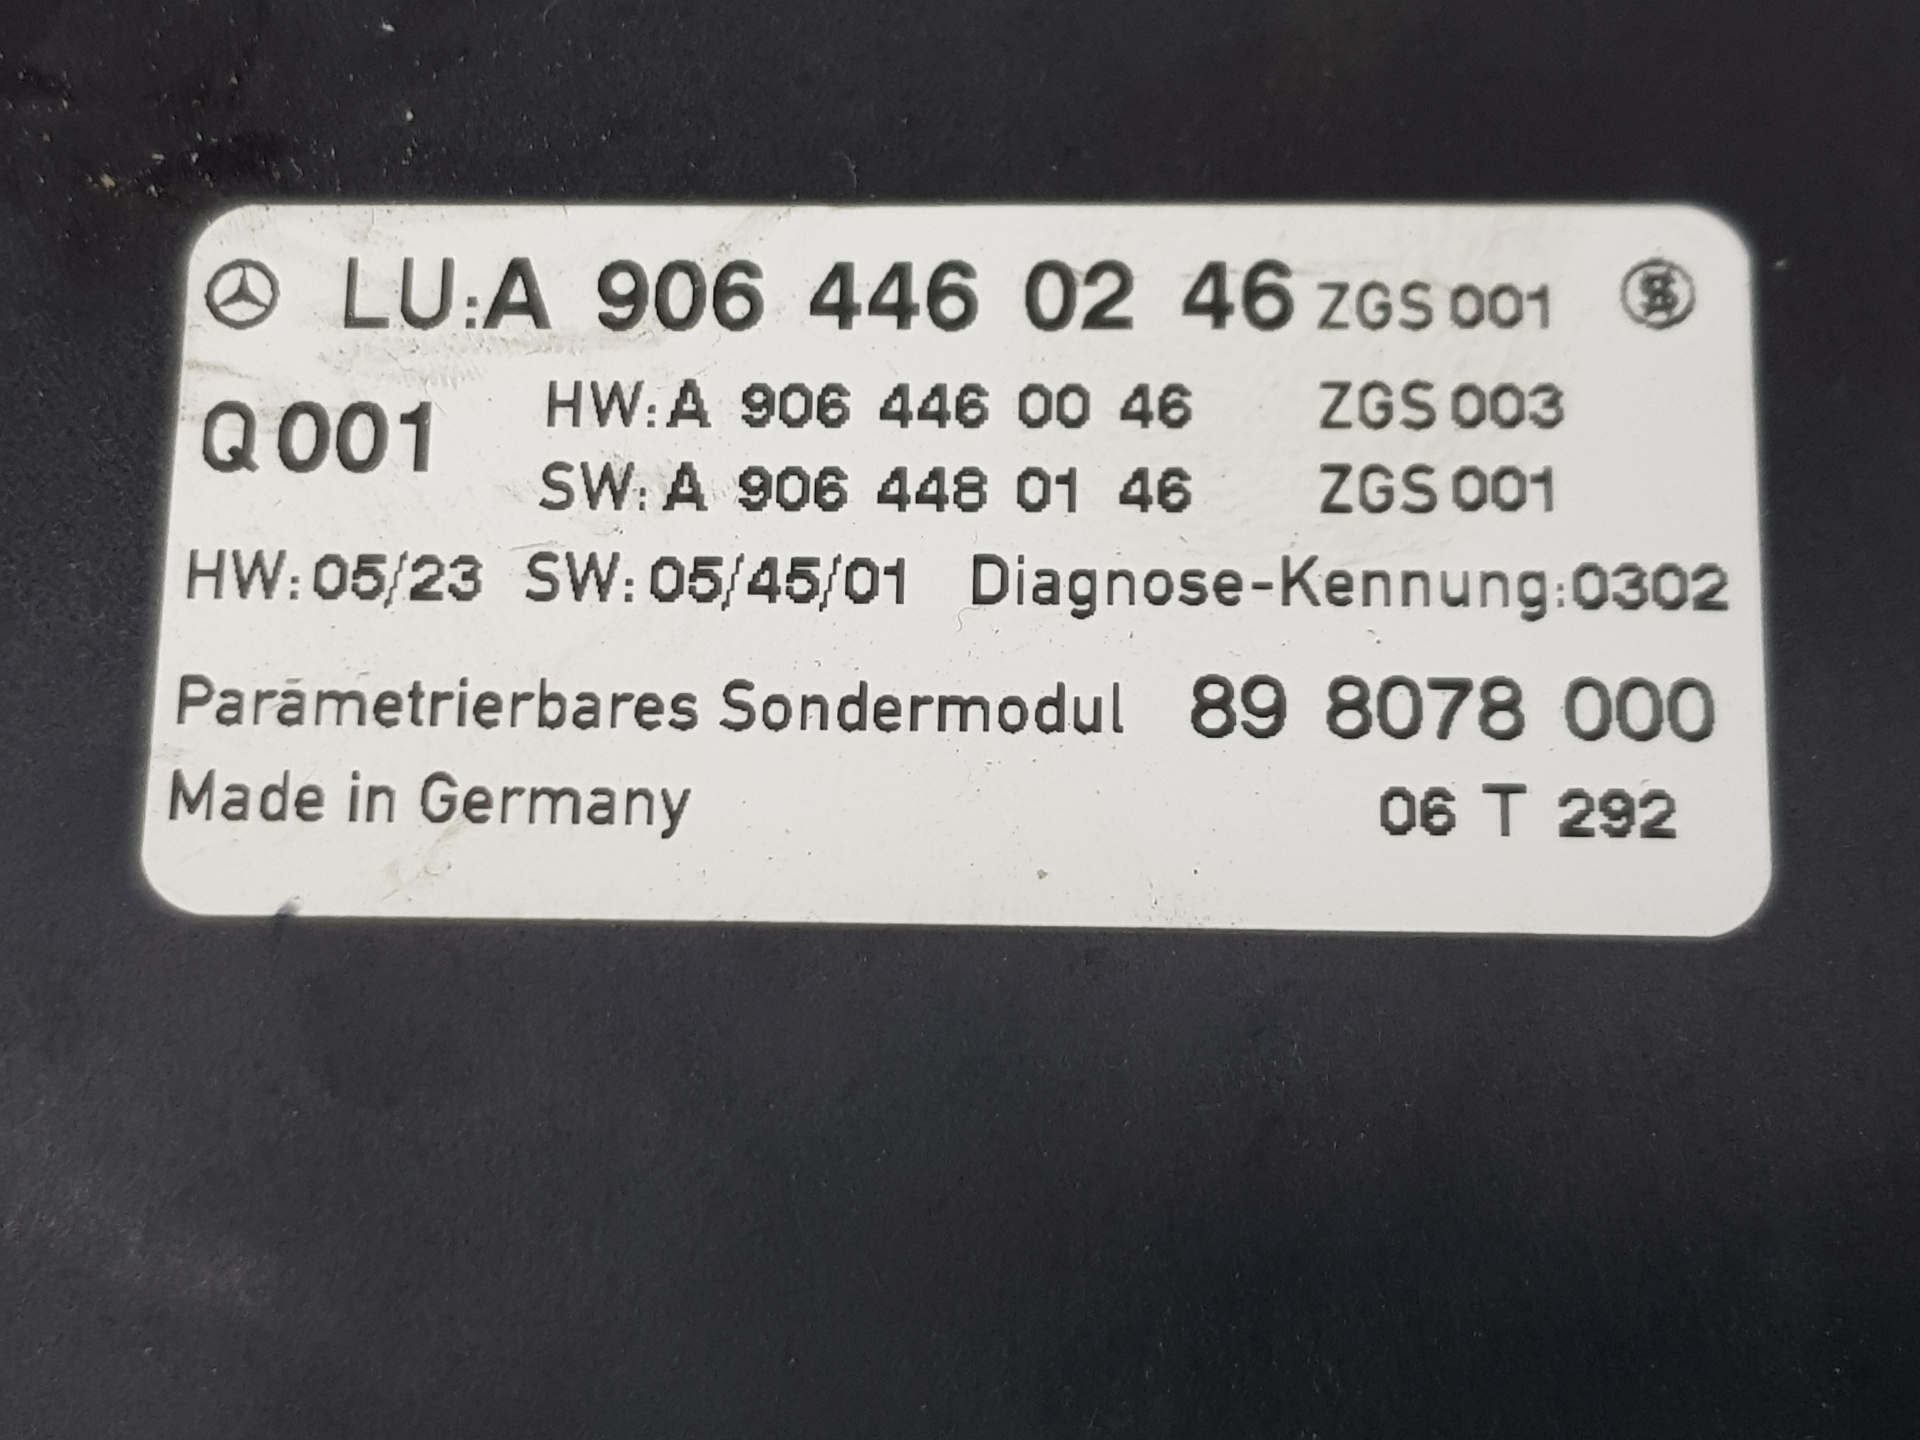 LU:A 906 446 02 46 ZGS 001
Q 001
HW:A 906 446 00 46 ZGS 003
SW:A 906 448 01 46 ZGS 001
HW:05/23 SW:05/45/01 Diagnose-Kennung:0302
Parametrierbares Sondermodul 89 8078 000
Made in Germany 06 T 292